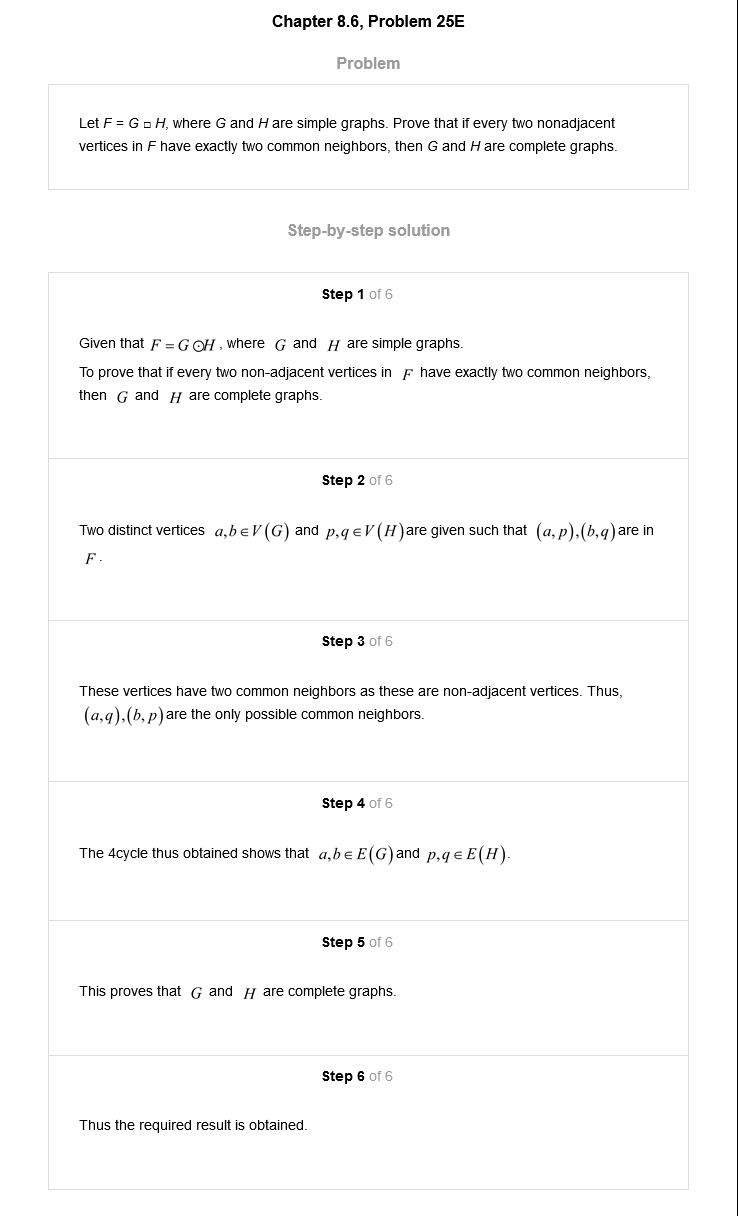 Chapter 8.6, Problem 25E
Problem
Let F = G □ H, where G and H are simple graphs. Prove that if every two nonadjacent
vertices in F have exactly two common neighbors, then G and H are complete graphs.
Step-by-step solution
Step 1 of 6
Given that F = G ⊙ H , where G and H are simple graphs.
To prove that if every two non-adjacent vertices in F have exactly two common neighbors,
then G and H are complete graphs.
Step 2 of 6
Two distinct vertices a,b ∈ V(G) and p,q ∈ V(H) are given such that (a,p),(b,q) are in
F .
Step 3 of 6
These vertices have two common neighbors as these are non-adjacent vertices. Thus,
(a,q),(b,p) are the only possible common neighbors.
Step 4 of 6
The 4cycle thus obtained shows that a,b ∈ E(G) and p,q ∈ E(H).
Step 5 of 6
This proves that G and H are complete graphs.
Step 6 of 6
Thus the required result is obtained.